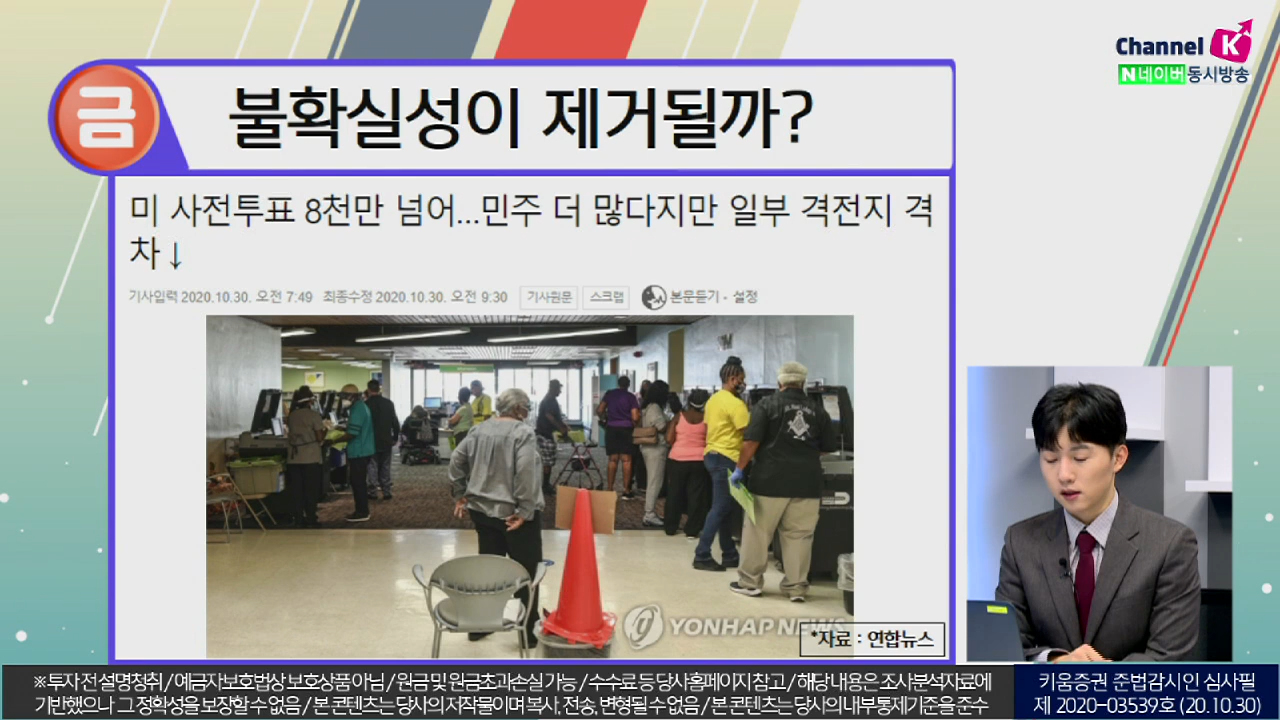 Channel K
N 네이버 동시방송
금
불확실성이 제거될까?
미 사전투표 8천만 넘어...민주 더 많다지만 일부 격전지 격
차↓
기사입력 2020.10.30. 오전 7:49 최종수정 2020.10.30. 오전 9:30 기사원문 스크랩 본문듣기 · 설정
YONHAP NEWS
*자료 : 연합뉴스
※ 투자 전 설명청취 / 예금자보호법상 보호상품 아님 / 원금 및 원금초과손실 가능 / 수수료 등 당사홈페이지 참고 / 해당 내용은 조사분석자료에
기반했으나 그 정확성을 보장할 수 없음 / 본 콘텐츠는 당사의 저작물이며 복사, 전송, 변형될 수 없음 / 본 콘텐츠는 당사의 내부통제기준을 준수
키움증권 준법감시인 심사필
제 2020-03539호 (20.10.30)